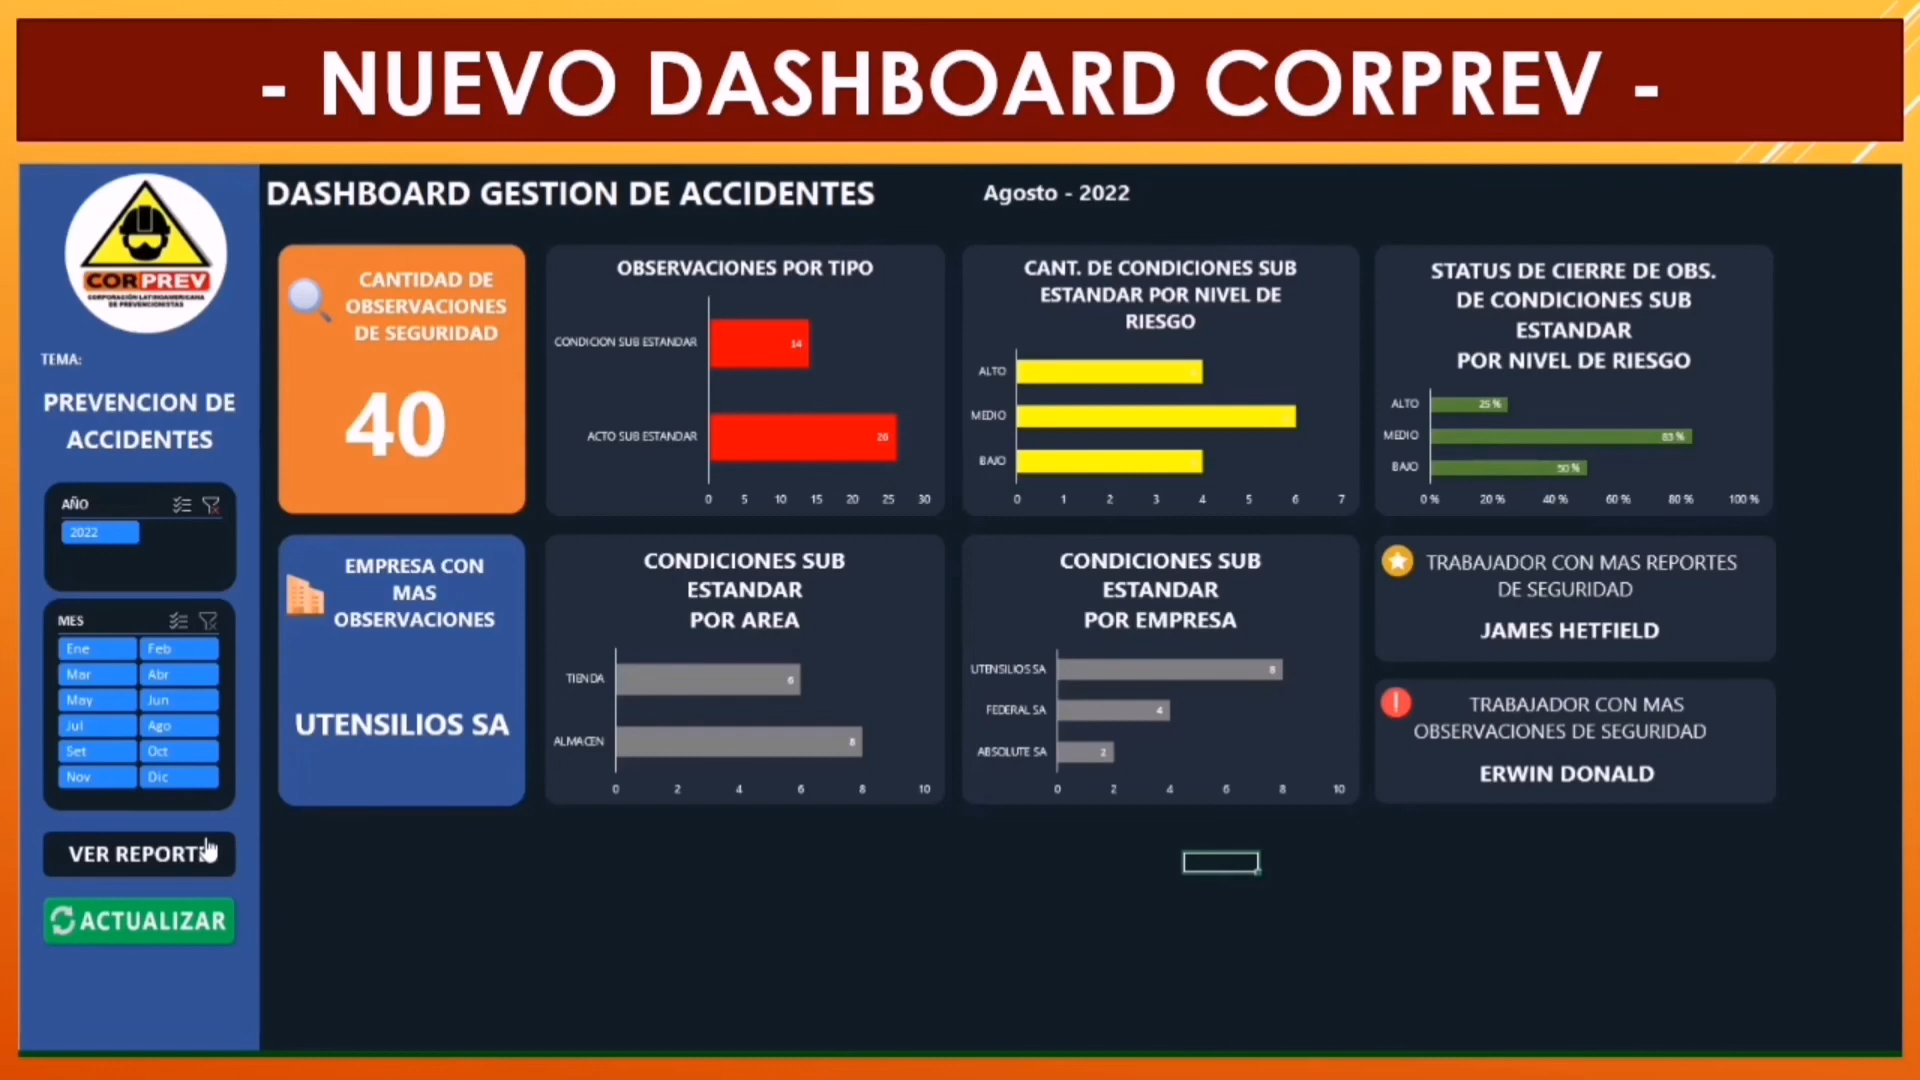 - NUEVO DASHBOARD CORPREV -
CORPREV
CORPORACIÓN LATINOAMERICANA
DE PREVENCIONISTAS
TEMA:
PREVENCION DE
ACCIDENTES
AÑO
2022
MES
Ene Feb
Mar Abr
May Jun
Jul Ago
Set Oct
Nov Dic
VER REPORTE
ACTUALIZAR
DASHBOARD GESTION DE ACCIDENTES
Agosto - 2022
CANTIDAD DE
OBSERVACIONES
DE SEGURIDAD
40
OBSERVACIONES POR TIPO
CONDICION SUB ESTANDAR 14
ACTO SUB ESTANDAR 26
0 5 10 15 20 25 30
CANT. DE CONDICIONES SUB
ESTANDAR POR NIVEL DE
RIESGO
ALTO
MEDIO
BAJO
0 1 2 3 4 5 6 7
STATUS DE CIERRE DE OBS.
DE CONDICIONES SUB
ESTANDAR
POR NIVEL DE RIESGO
ALTO 25 %
MEDIO 83 %
BAJO 50 %
0 % 20 % 40 % 60 % 80 % 100 %
EMPRESA CON
MAS
OBSERVACIONES
UTENSILIOS SA
CONDICIONES SUB
ESTANDAR
POR AREA
TIENDA 6
ALMACEN 8
0 2 4 6 8 10
CONDICIONES SUB
ESTANDAR
POR EMPRESA
UTENSILIOS SA 8
FEDERAL SA 4
ABSOLUTE SA 2
0 2 4 6 8 10
TRABAJADOR CON MAS REPORTES
DE SEGURIDAD
JAMES HETFIELD
TRABAJADOR CON MAS
OBSERVACIONES DE SEGURIDAD
ERWIN DONALD